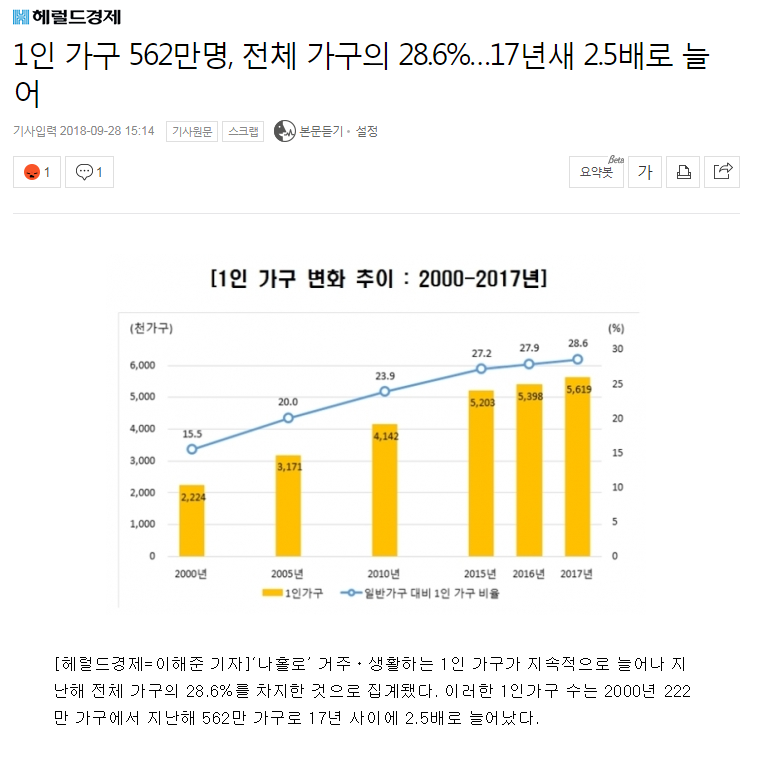 헤럴드경제
1인 가구 562만명, 전체 가구의 28.6%…17년새 2.5배로 늘
어
기사입력 2018-09-28 15:14 기사원문 스크랩 본문듣기 · 설정
1 1 요약봇 Beta 가
[1인 가구 변화 추이 : 2000-2017년]
(천가구) (%)
6,000 5,000 4,000 3,000 2,000 1,000 0
15.5 20.0 23.9 27.2 27.9 28.6
2,224 3,171 4,142 5,203 5,398 5,619
30 25 20 15 10 5 0
2000년 2005년 2010년 2015년 2016년 2017년
1인가구 일반가구 대비 1인 가구 비율
[헤럴드경제=이해준 기자]‘나홀로’ 거주·생활하는 1인 가구가 지속적으로 늘어나 지
난해 전체 가구의 28.6%를 차지한 것으로 집계됐다. 이러한 1인가구 수는 2000년 222
만 가구에서 지난해 562만 가구로 17년 사이에 2.5배로 늘어났다.